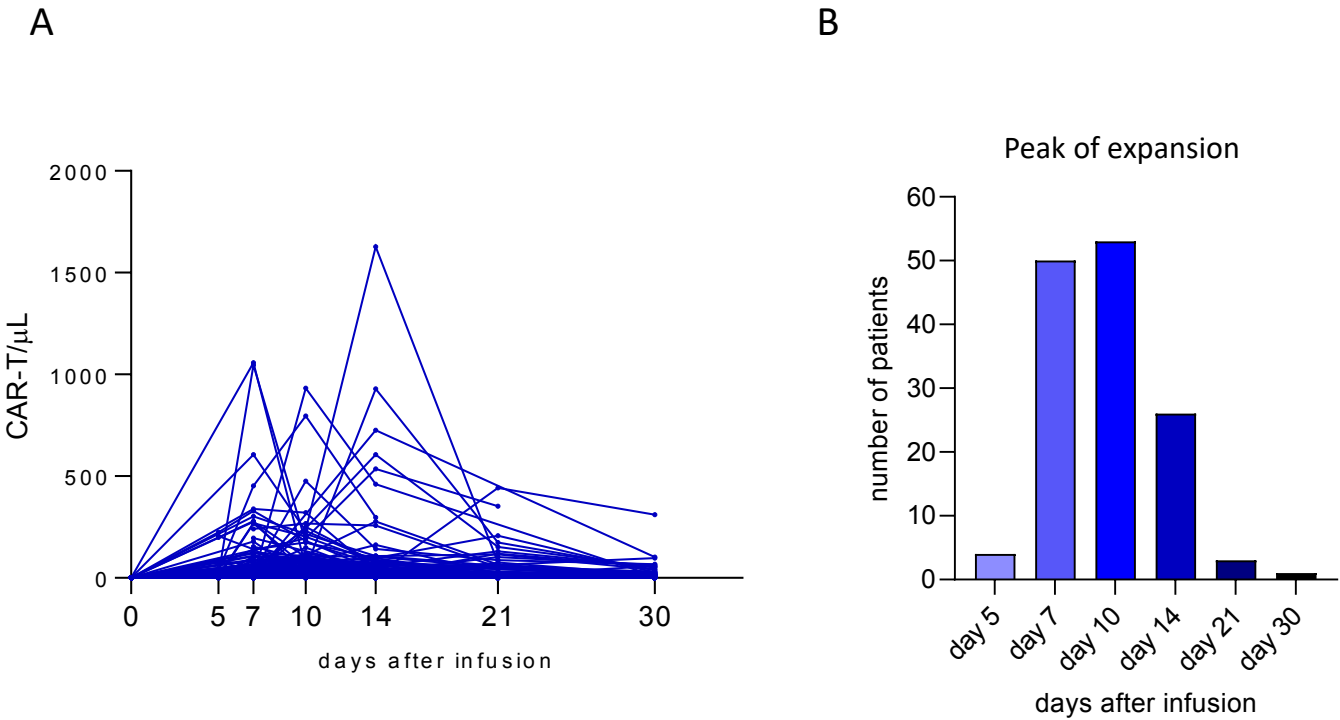 A
CAR-T/μL
2000
1500
1000
500
0
0 5 7 10 14 21 30
days after infusion
B
Peak of expansion
number of patients
60
50
40
30
20
10
0
day 5 day 7 day 10 day 14 day 21 day 30
days after infusion